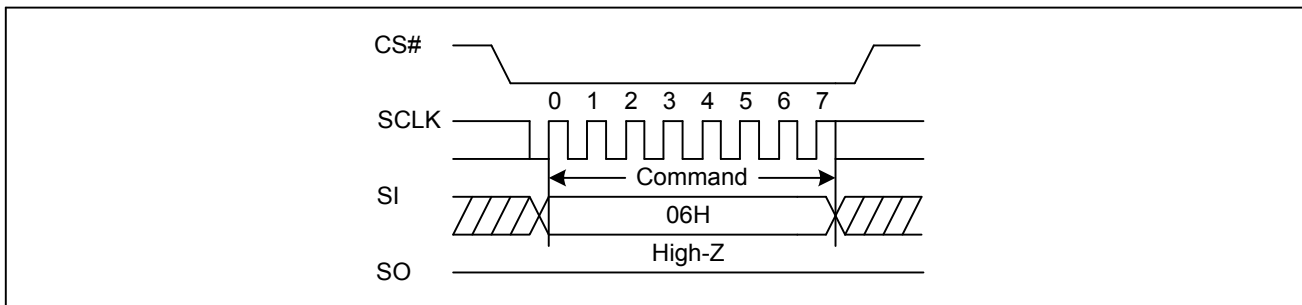 CS#
0 1 2 3 4 5 6 7
SCLK
Command
SI
06H
High-Z
SO